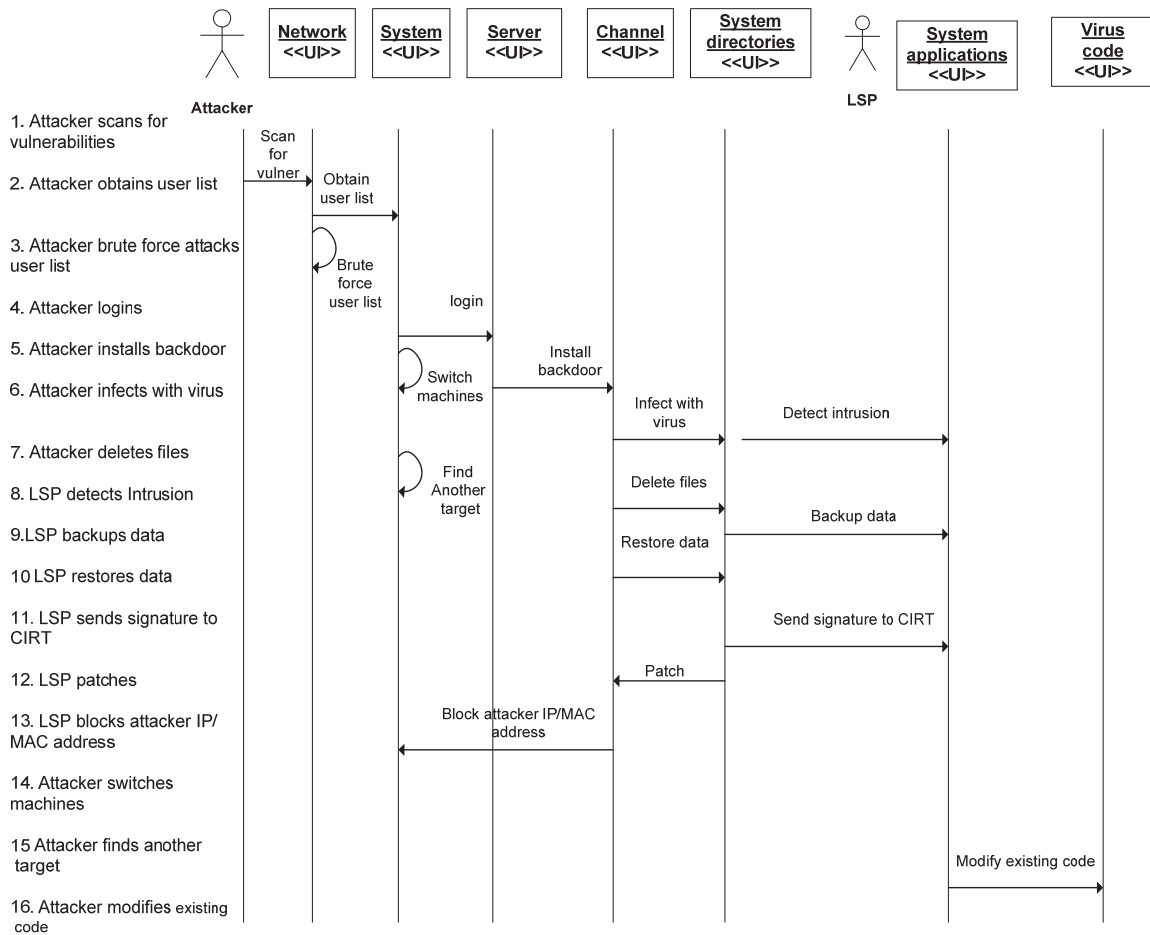 Network
<<UI>>
System
<<UI>>
Server
<<UI>>
Channel
<<UI>>
System
directories
<<UI>>
System
applications
<<UI>>
Virus
code
<<UI>>
Attacker
LSP
1. Attacker scans for
vulnerabilities
2. Attacker obtains user list
3. Attacker brute force attacks
user list
4. Attacker logins
5. Attacker installs backdoor
6. Attacker infects with virus
7. Attacker deletes files
8. LSP detects Intrusion
9.LSP backups data
10 LSP restores data
11. LSP sends signature to
CIRT
12. LSP patches
13. LSP blocks attacker IP/
MAC address
14. Attacker switches
machines
15 Attacker finds another
target
16. Attacker modifies existing
code
Scan
for
vulner
Obtain
user list
Brute
force
user list
login
Switch
machines
Install
backdoor
Infect with
virus
Detect intrusion
Find
Another
target
Delete files
Backup data
Restore data
Send signature to CIRT
Patch
Block attacker IP/MAC
address
Modify existing code